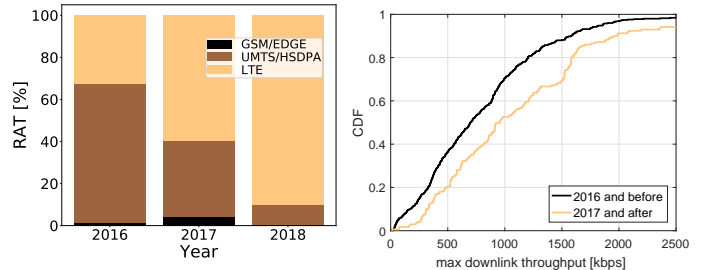 100
80
60
40
20
0
RAT [%]
GSM/EDGE
UMTS/HSDPA
LTE
2016 2017 2018
Year
1
0.8
0.6
0.4
0.2
0
CDF
2016 and before
2017 and after
0 500 1000 1500 2000 2500
max downlink throughput [kbps]